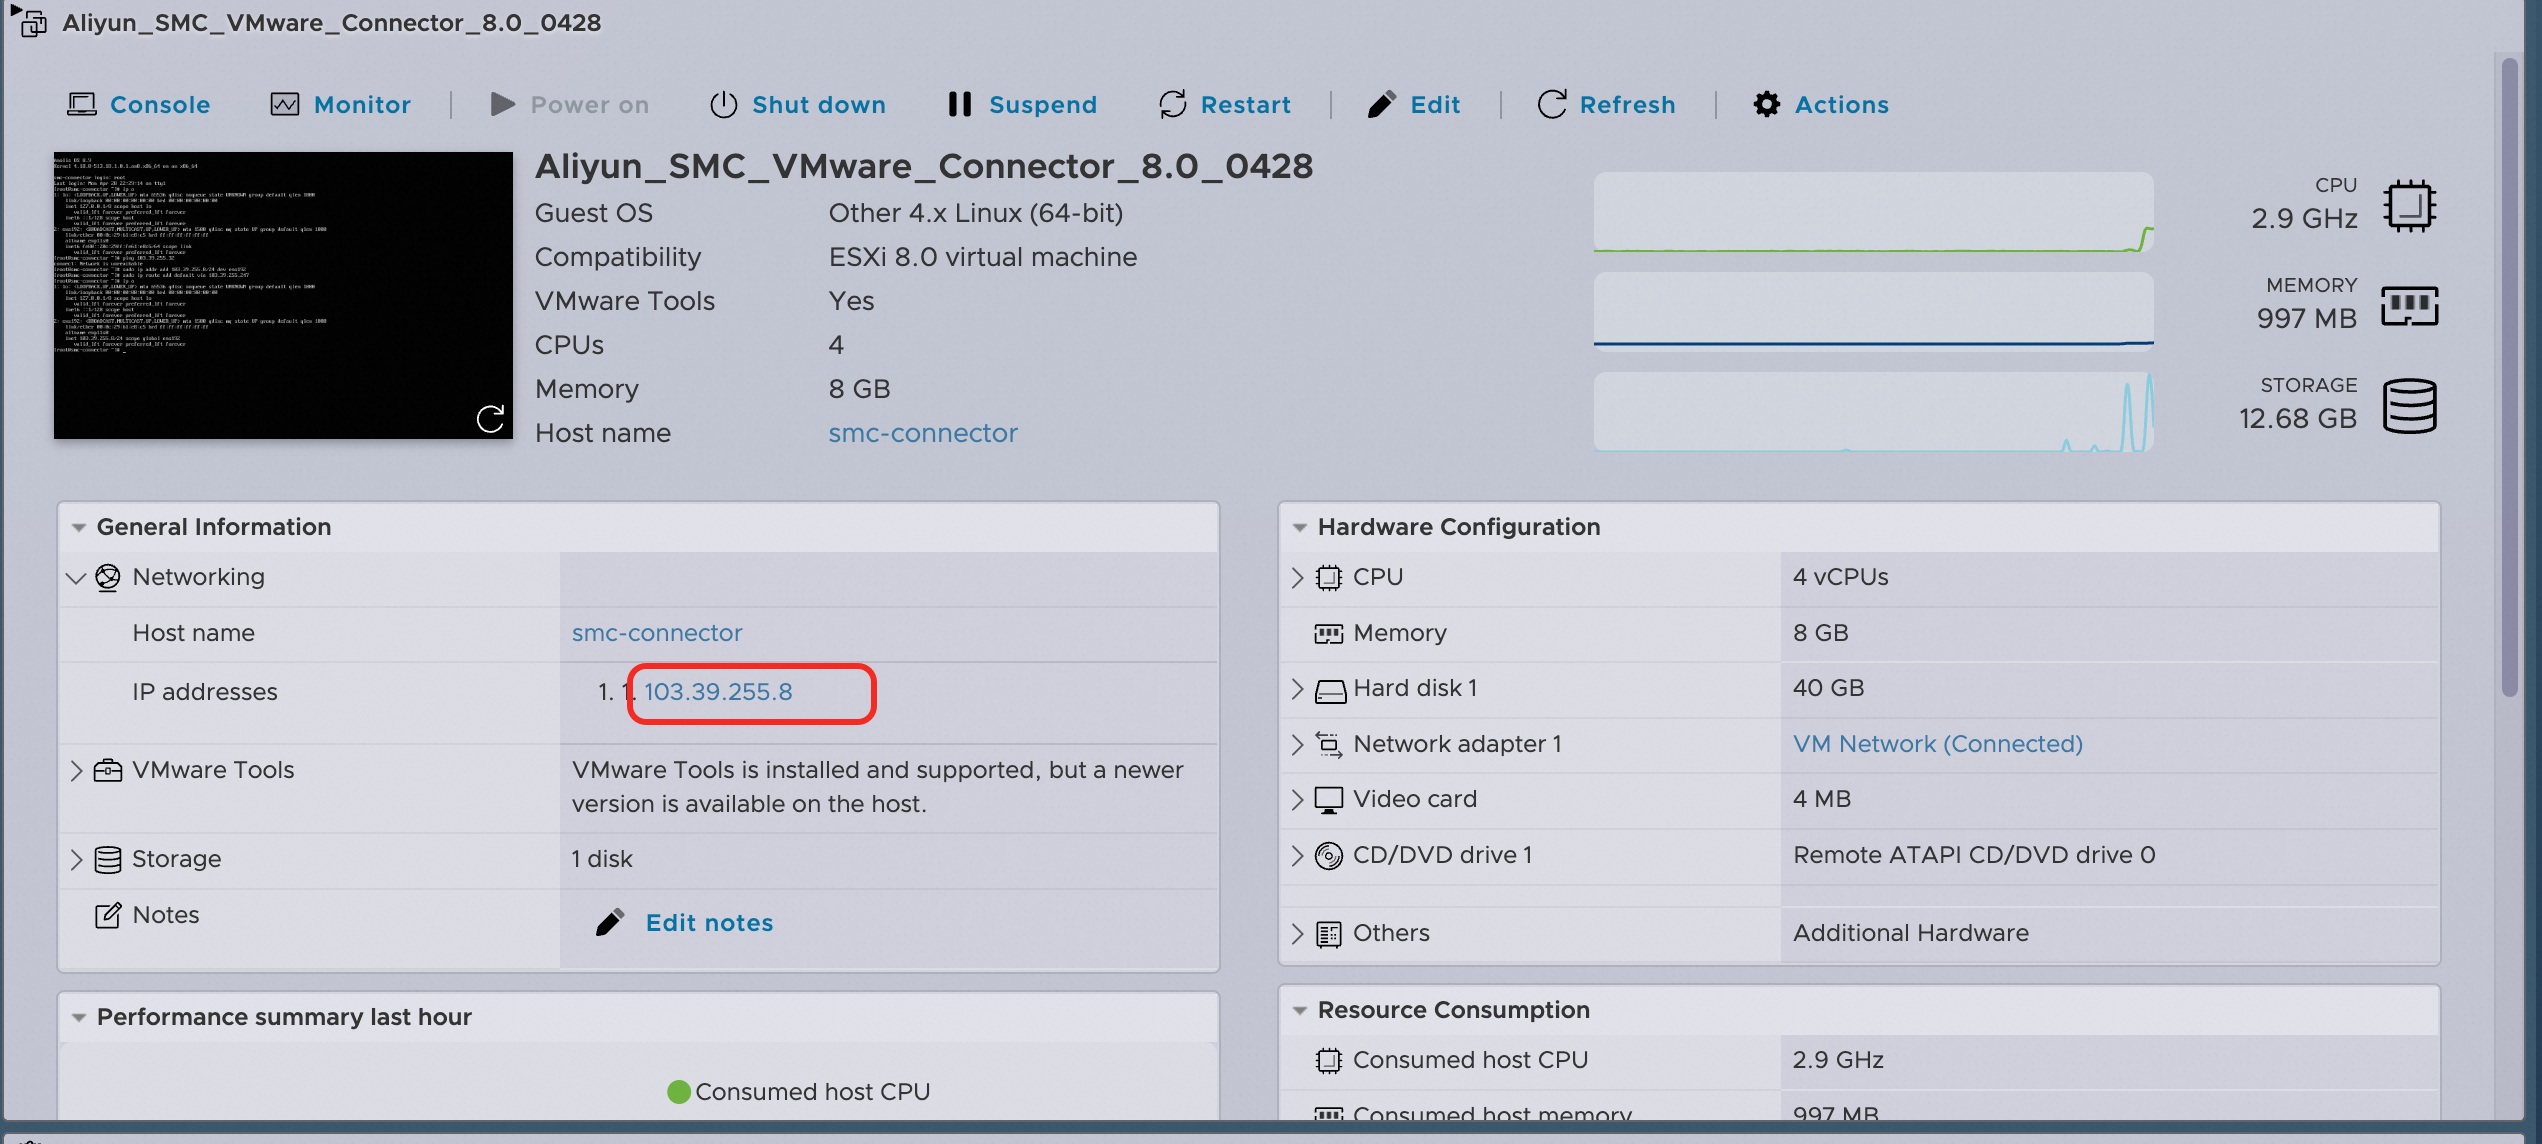 Aliyun_SMC_VMware_Connector_8.0_0428
Console
Monitor
Power on
Shut down
Suspend
Restart
Edit
Refresh
Actions
Aliyun_SMC_VMware_Connector_8.0_0428
Guest OS Other 4.x Linux (64-bit)
Compatibility ESXi 8.0 virtual machine
VMware Tools Yes
CPUs 4
Memory 8 GB
Host name smc-connector
CPU
2.9 GHz
MEMORY
997 MB
STORAGE
12.68 GB
General Information
Networking
Host name smc-connector
IP addresses 1. 1. 103.39.255.8
VMware Tools VMware Tools is installed and supported, but a newer
version is available on the host.
Storage 1 disk
Notes Edit notes
Performance summary last hour
Consumed host CPU
Hardware Configuration
CPU 4 vCPUs
Memory 8 GB
Hard disk 1 40 GB
Network adapter 1 VM Network (Connected)
Video card 4 MB
CD/DVD drive 1 Remote ATAPI CD/DVD drive 0
Others Additional Hardware
Resource Consumption
Consumed host CPU 2.9 GHz
Consumed host memory 997 MB